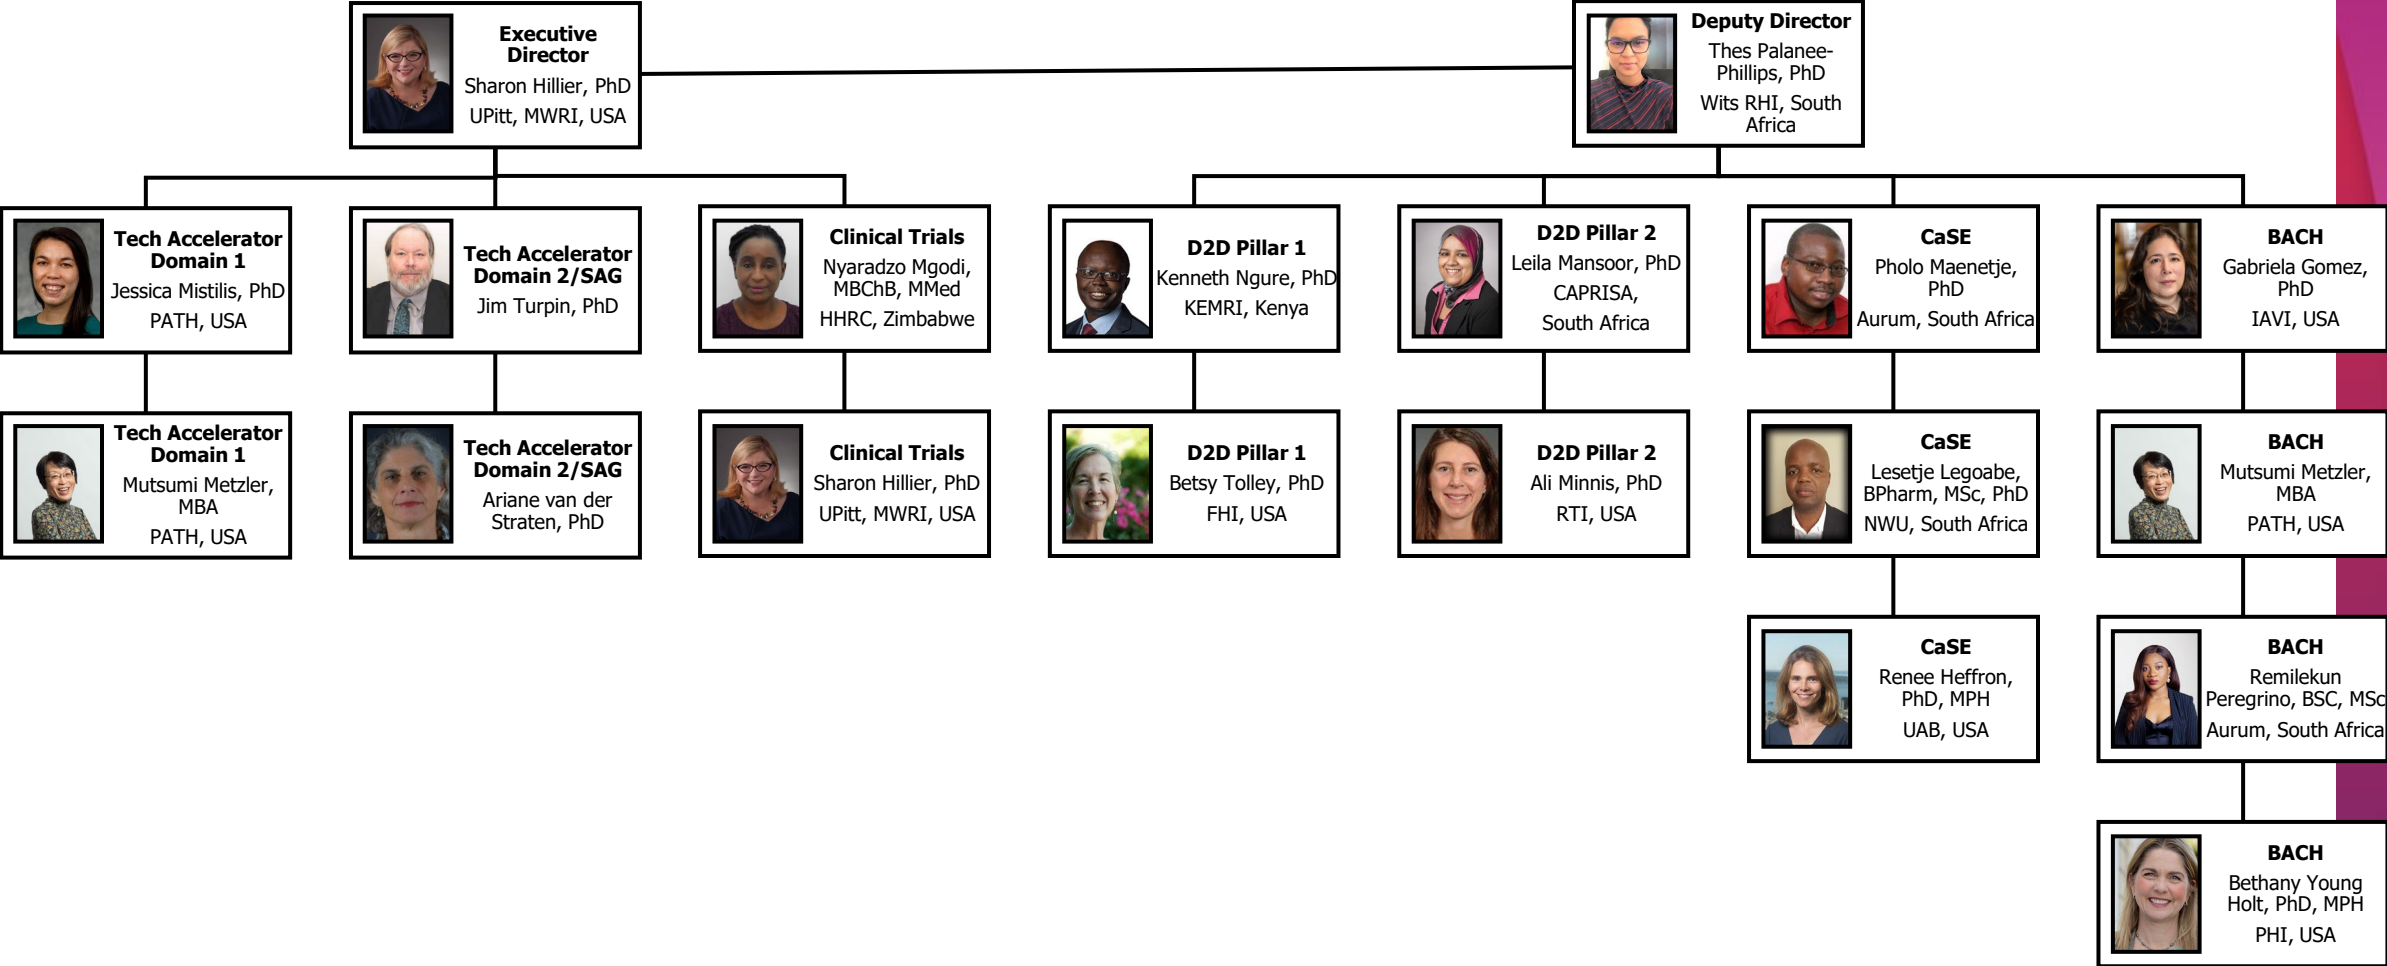 Executive
Director
Sharon Hillier, PhD
UPitt, MWRI, USA
Deputy Director
Thes Palanee-
Phillips, PhD
Wits RHI, South
Africa
Tech Accelerator
Domain 1
Jessica Mistilis, PhD
PATH, USA
Tech Accelerator
Domain 2/SAG
Jim Turpin, PhD
Clinical Trials
Nyaradzo Mgodi,
MBChB, MMed
HHRC, Zimbabwe
D2D Pillar 1
Kenneth Ngure, PhD
KEMRI, Kenya
D2D Pillar 2
Leila Mansoor, PhD
CAPRISA,
South Africa
CaSE
Pholo Maenetje,
PhD
Aurum, South Africa
BACH
Gabriela Gomez,
PhD
IAVI, USA
Tech Accelerator
Domain 1
Mutsumi Metzler,
MBA
PATH, USA
Tech Accelerator
Domain 2/SAG
Ariane van der
Straten, PhD
Clinical Trials
Sharon Hillier, PhD
UPitt, MWRI, USA
D2D Pillar 1
Betsy Tolley, PhD
FHI, USA
D2D Pillar 2
Ali Minnis, PhD
RTI, USA
CaSE
Lesetje Legoabe,
BPharm, MSc, PhD
NWU, South Africa
BACH
Mutsumi Metzler,
MBA
PATH, USA
CaSE
Renee Heffron,
PhD, MPH
UAB, USA
BACH
Remilekun
Peregrino, BSC, MSc
Aurum, South Africa
BACH
Bethany Young
Holt, PhD, MPH
PHI, USA